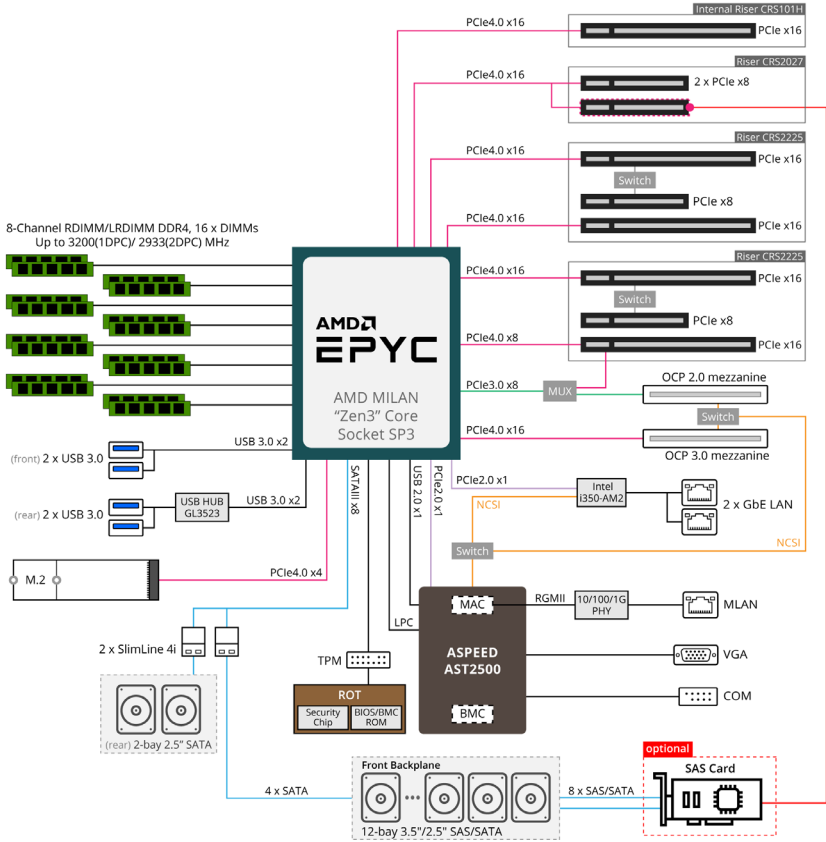 Internal Riser CRS101H
PCIe4.0 x16
PCIe x16
Riser CRS2027
PCIe4.0 x16
2 x PCIe x8
Riser CRS2225
PCIe4.0 x16
PCIe x16
Switch
PCIe x8
PCIe4.0 x16
PCIe x16
8-Channel RDIMM/LRDIMM DDR4, 16 x DIMMs
Up to 3200(1DPC)/ 2933(2DPC) MHz
Riser CRS2225
PCIe4.0 x16
PCIe x16
Switch
PCIe x8
PCIe4.0 x8
PCIe x16
AMD
EPYC
AMD MILAN
“Zen3” Core
Socket SP3
PCIe3.0 x8
MUX
OCP 2.0 mezzanine
Switch
PCIe4.0 x16
OCP 3.0 mezzanine
USB 3.0 x2
(front) 2 x USB 3.0
SATAIII x8
USB 2.0 x1
PCIe2.0 x1
PCIe2.0 x1
Intel
i350-AM2
2 x GbE LAN
NCSI
USB HUB
GL3523
USB 3.0 x2
(rear) 2 x USB 3.0
Switch
NCSI
M.2
PCIe4.0 x4
MAC
RGMII
10/100/1G
PHY
MLAN
LPC
2 x SlimLine 4i
TPM
ASPEED
AST2500
VGA
ROT
Security
Chip
BIOS/BMC
ROM
BMC
COM
(rear) 2-bay 2.5” SATA
optional
Front Backplane
SAS Card
4 x SATA
8 x SAS/SATA
12-bay 3.5"/2.5" SAS/SATA